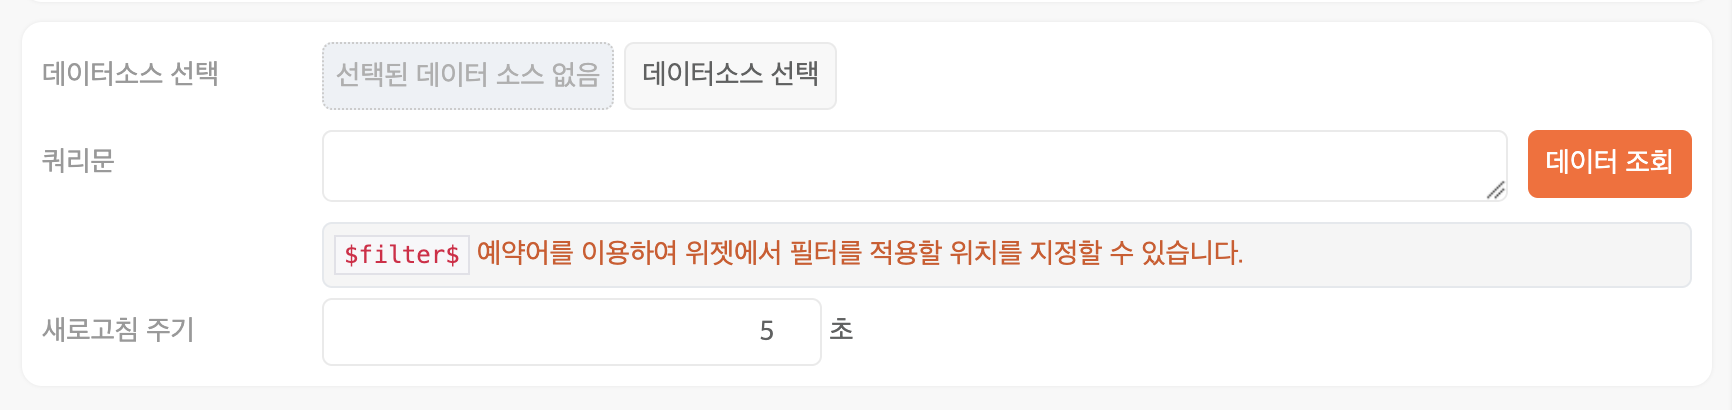 데이터소스 선택 선택된 데이터 소스 없음 데이터소스 선택
쿼리문 데이터 조회
$filter$ 예약어를 이용하여 위젯에서 필터를 적용할 위치를 지정할 수 있습니다.
새로고침 주기 5 초